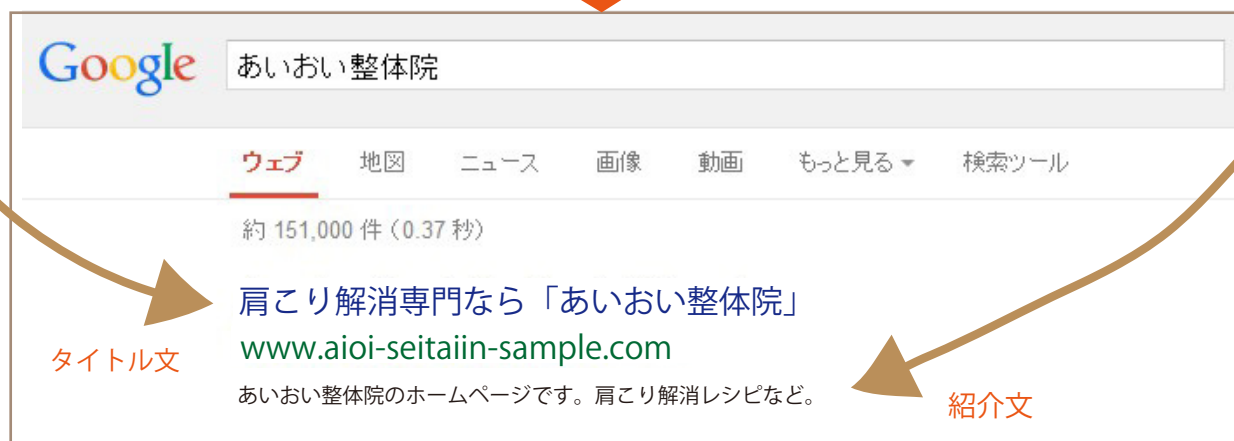 Google あいおい整体院
ウェブ 地図 ニュース 画像 動画 もっと見る 検索ツール
約 151,000 件 (0.37 秒)
肩こり解消専門なら「あいおい整体院」
タイトル文
www.aioi-seitaiin-sample.com
あいおい整体院のホームページです。肩こり解消レシピなど。
紹介文